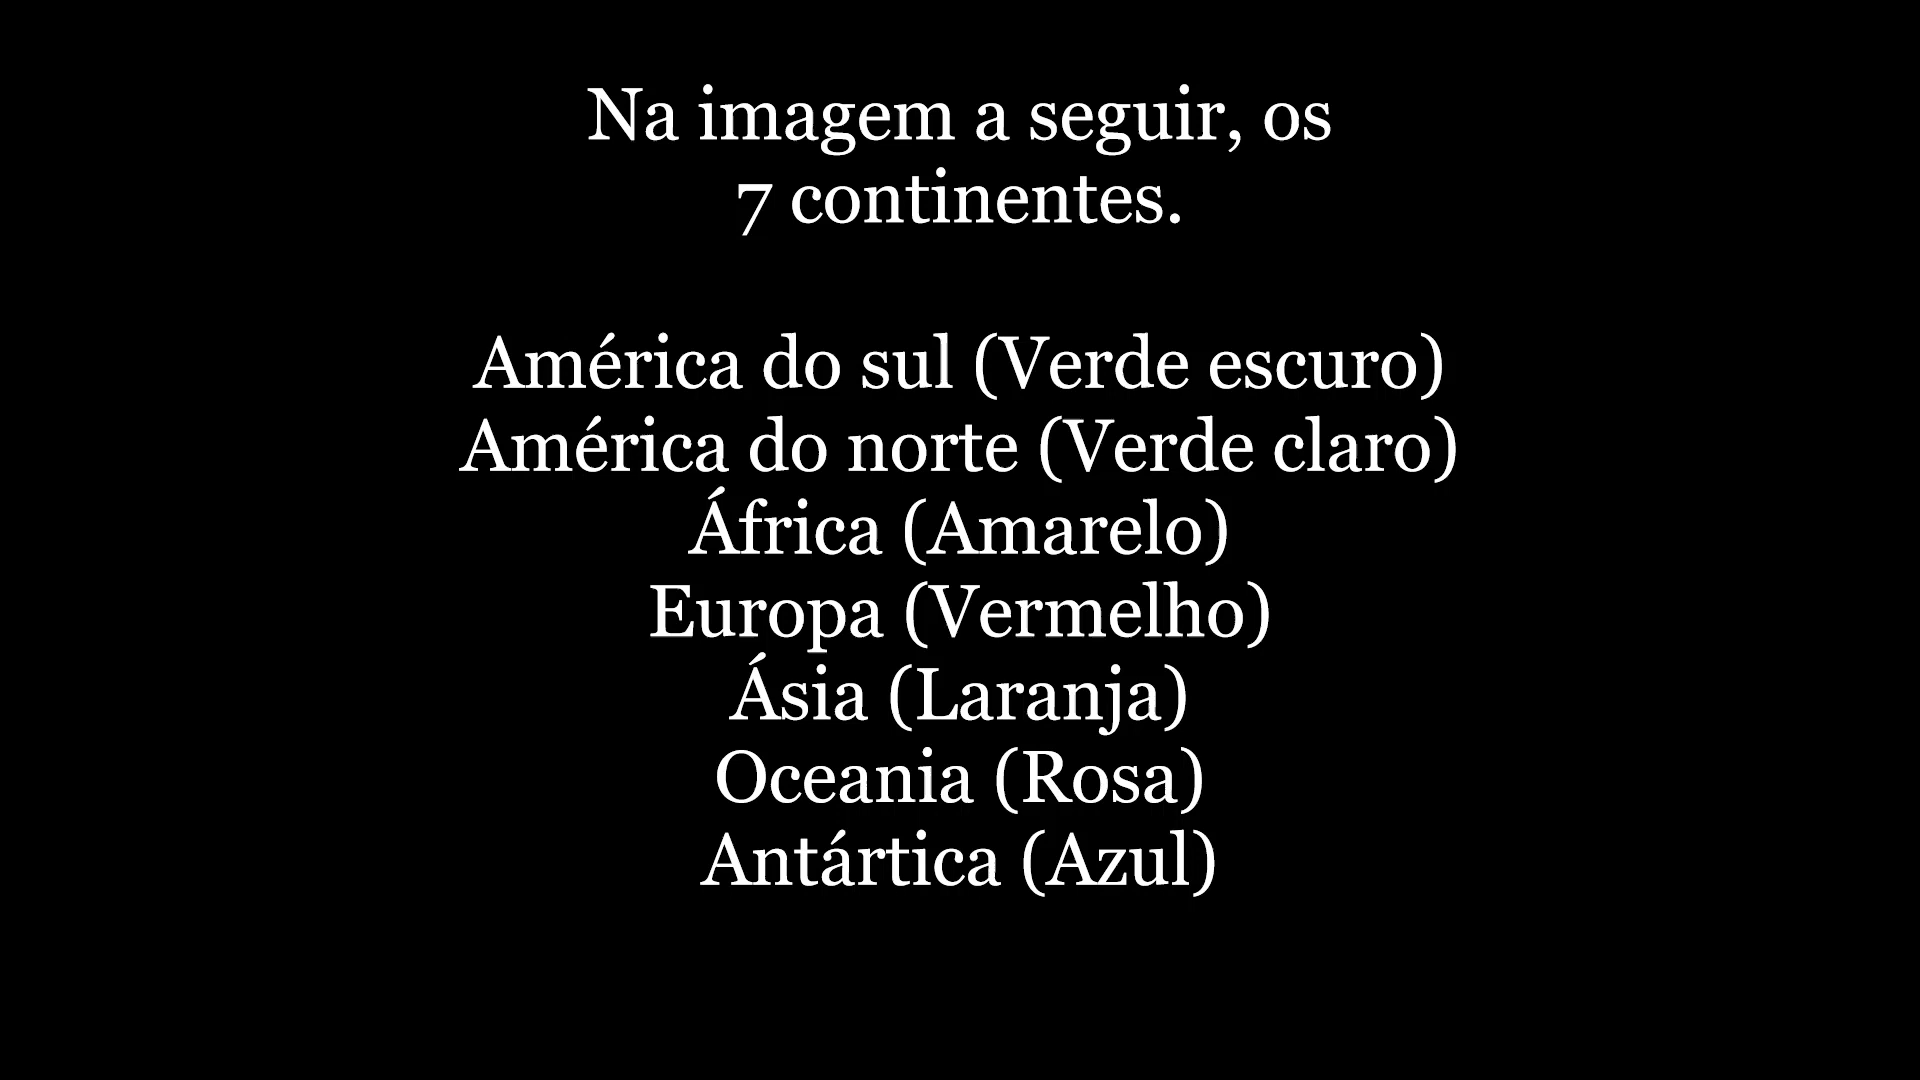 Na imagem a seguir, os
7 continentes.
América do sul (Verde escuro)
América do norte (Verde claro)
África (Amarelo)
Europa (Vermelho)
Ásia (Laranja)
Oceania (Rosa)
Antártica (Azul)